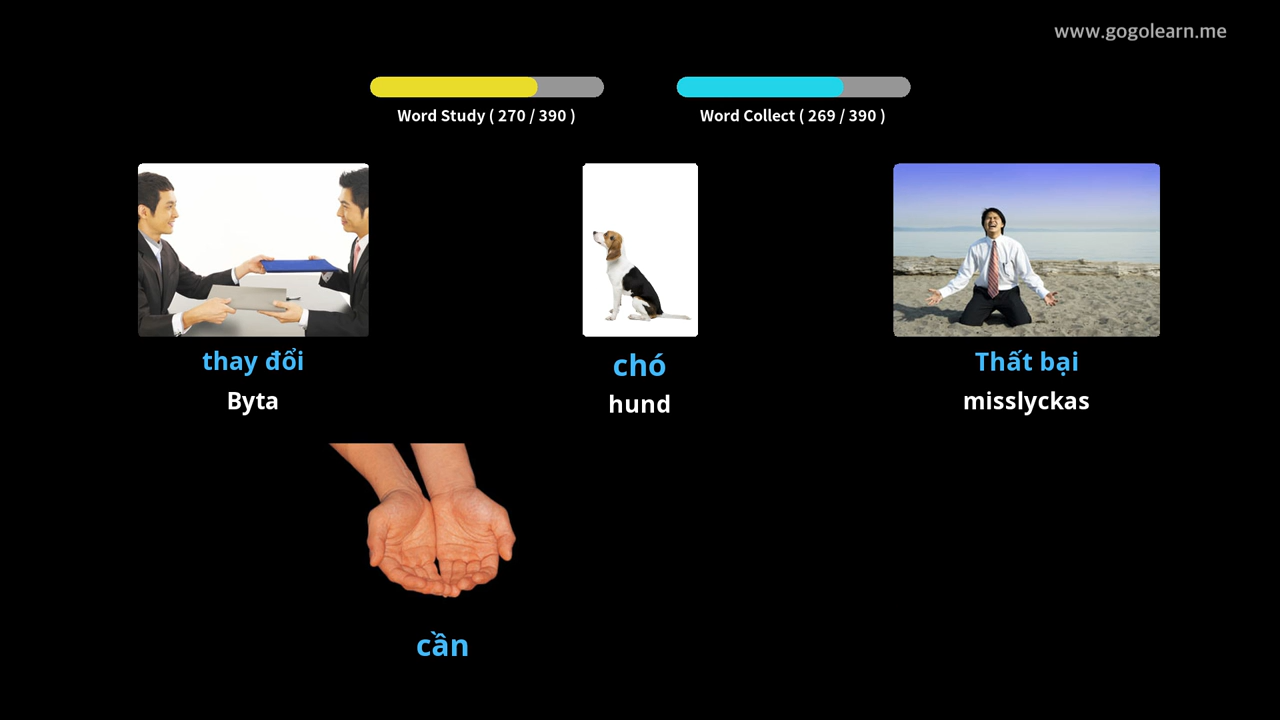 www.gogolearn.me
Word Study ( 270 / 390 )
Word Collect ( 269 / 390 )
thay đổi
Byta
chó
hund
Thất bại
misslyckas
cần